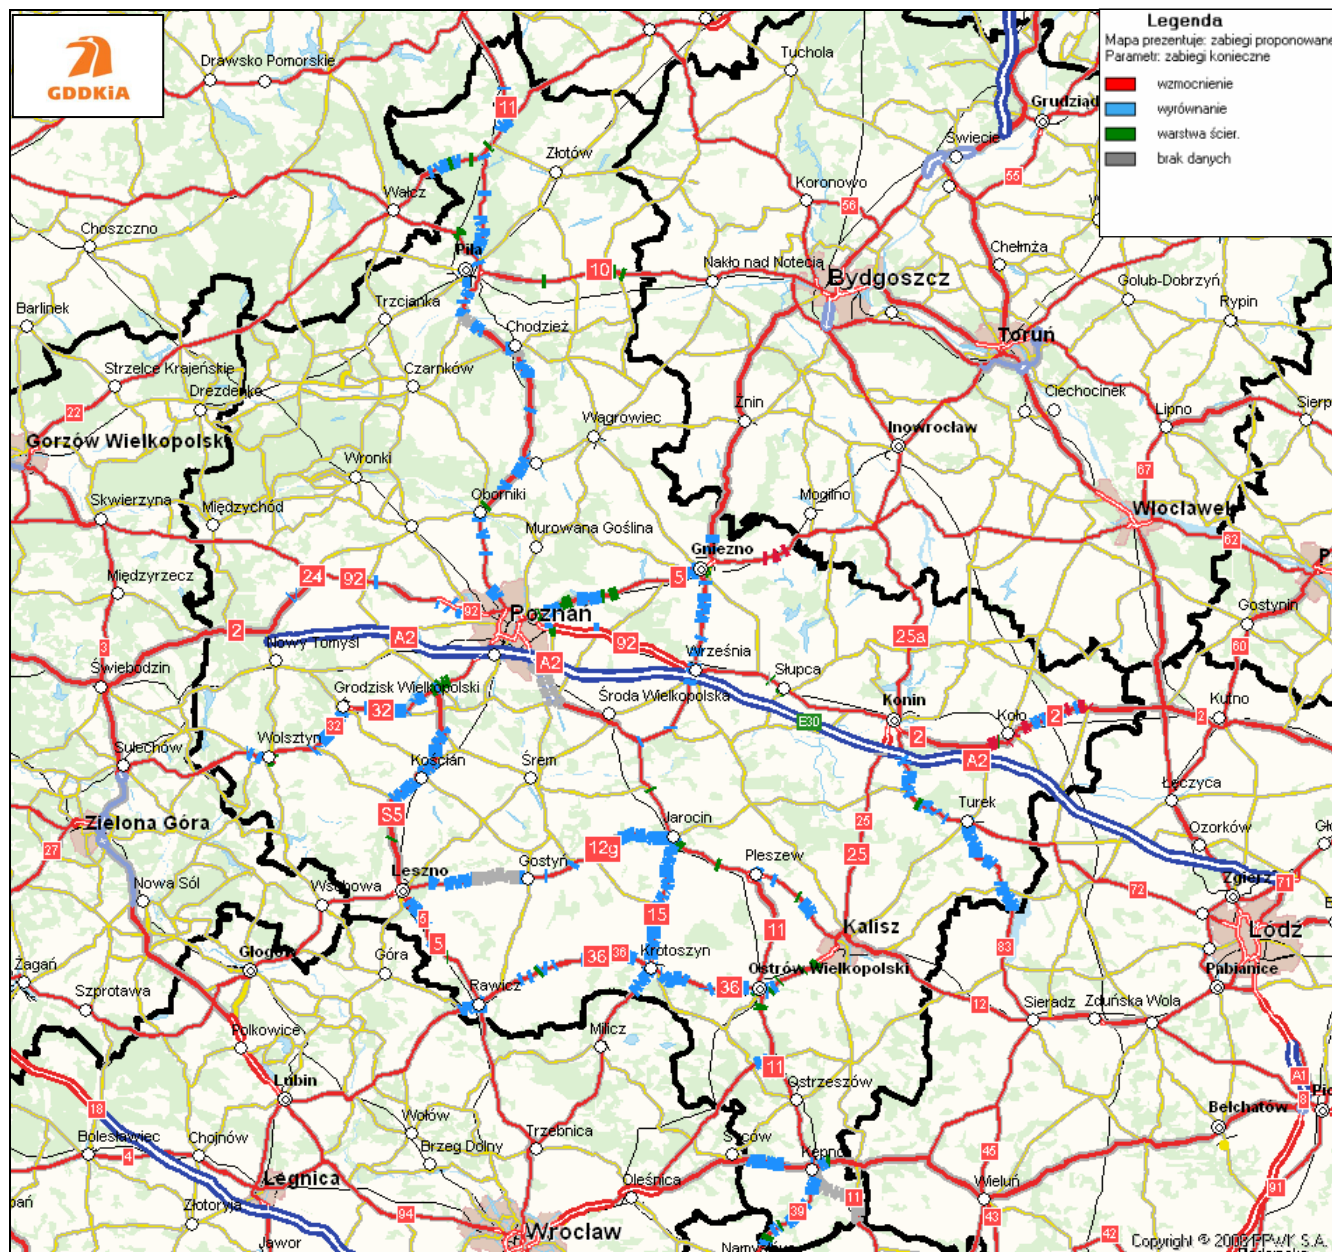 GDDKiA
Legenda
Mapa prezentuje: zabiegi proponowane
Parametr: zabiegi konieczne
wzmocnienie
wyrównanie
warstwa ścier.
brak danych
Drawsko Pomorskie
11
Tuchola
Grudziąd
Świecie
Złotów
55
Koronowo
56
Wałcz
Choszczno
Chełmża
Piła
10
Nakło nad Notecią
Bydgoszcz
Golub-Dobrzyń
Rypin
Barlinek
Trzcianka
Chodzież
Toruń
Strzelce Krajeńskie
Czarnków
Drezdenko
Ciechocinek
22
Żnin
Lipno
Sierp
Wągrowiec
Gorzów Wielkopolski
Inowrocław
Wronki
67
Skwierzyna
Międzychód
Oborniki
Mogilno
Włocławek
Murowana Goślina
62
Gniezno
P
24
92
5
Międzyrzecz
92
Poznań
Gostynin
2
A2
92
25a
3
Nowy Tomyśl
A2
Września
60
Świebodzin
Słupca
Grodzisk Wielkopolski
Środa Wielkopolska
Kutno
32
32
E30
Konin
Koło
2
2
2
Sulechów
Wolsztyn
A2
Kościan
Śrem
Łęczyca
Turek
S5
Zielona Góra
Jarocin
25
Ozorków
Gł
27
12g
25
Gostyń
Pleszew
Leszno
Zgierz
71
Nowa Sól
Wschowa
72
15
5
11
Kalisz
Łódź
5
83
36
36
Krotoszyn
Głogów
Góra
Ostrów Wielkopolski
Pabianice
Żagań
36
Szprotawa
Rawicz
12
Sieradz
Zduńska Wola
Polkowice
Milicz
11
A1
Lubin
Ostrzeszów
8
Pio
18
Wołów
Bełchatów
Bolesławiec
Chojnów
Brzeg Dolny
Trzebnica
Syców
45
4
Kępno
Legnica
Oleśnica
Wieluń
11
91
Złotoryja
94
39
43
42
Wrocław
Jawor
Namysłów
Copyright © 2003 PPWK S.A.